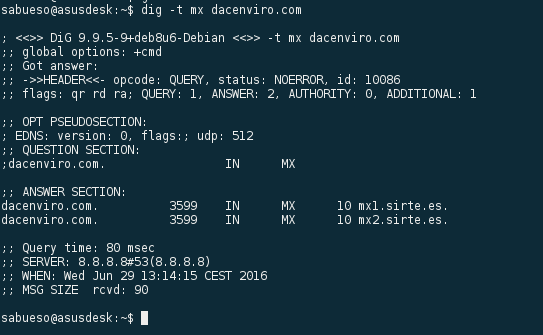 sabueso@asusdesk:~$ dig -t mx dacenviro.com
; <<>> DiG 9.9.5-9+deb8u6-Debian <<>> -t mx dacenviro.com
;; global options: +cmd
;; Got answer:
;; ->>HEADER<<- opcode: QUERY, status: NOERROR, id: 10086
;; flags: qr rd ra; QUERY: 1, ANSWER: 2, AUTHORITY: 0, ADDITIONAL: 1
;; OPT PSEUDOSECTION:
; EDNS: version: 0, flags:; udp: 512
;; QUESTION SECTION:
;dacenviro.com. IN MX
;; ANSWER SECTION:
dacenviro.com. 3599 IN MX 10 mx1.sirte.es.
dacenviro.com. 3599 IN MX 10 mx2.sirte.es.
;; Query time: 80 msec
;; SERVER: 8.8.8.8#53(8.8.8.8)
;; WHEN: Wed Jun 29 13:14:15 CEST 2016
;; MSG SIZE rcvd: 90
sabueso@asusdesk:~$